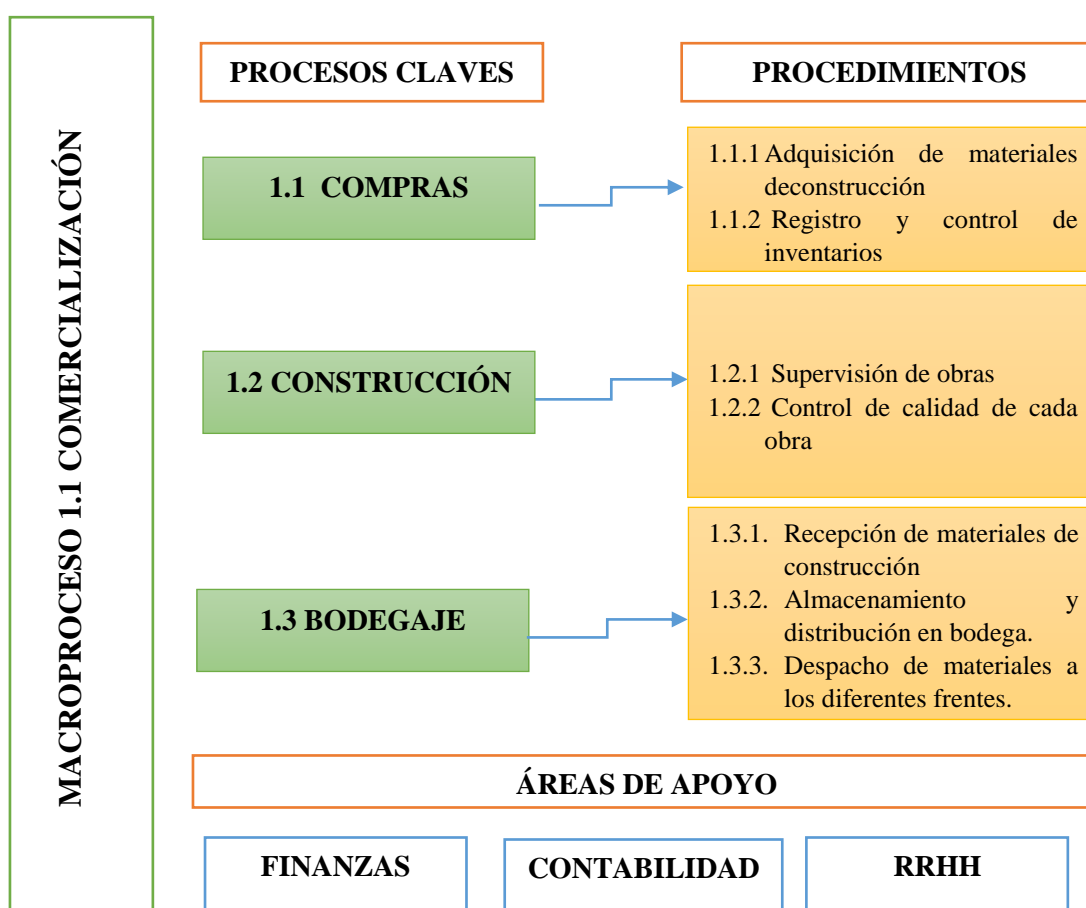 MACROPROCESO 1.1 COMERCIALIZACIÓN
PROCESOS CLAVES
PROCEDIMIENTOS
1.1 COMPRAS
1.1.1 Adquisición de materiales
deconstrucción
1.1.2 Registro y control de
inventarios
1.2 CONSTRUCCIÓN
1.2.1 Supervisión de obras
1.2.2 Control de calidad de cada
obra
1.3 BODEGAJE
1.3.1. Recepción de materiales de
construcción
1.3.2. Almacenamiento y
distribución en bodega.
1.3.3. Despacho de materiales a
los diferentes frentes.
ÁREAS DE APOYO
FINANZAS
CONTABILIDAD
RRHH